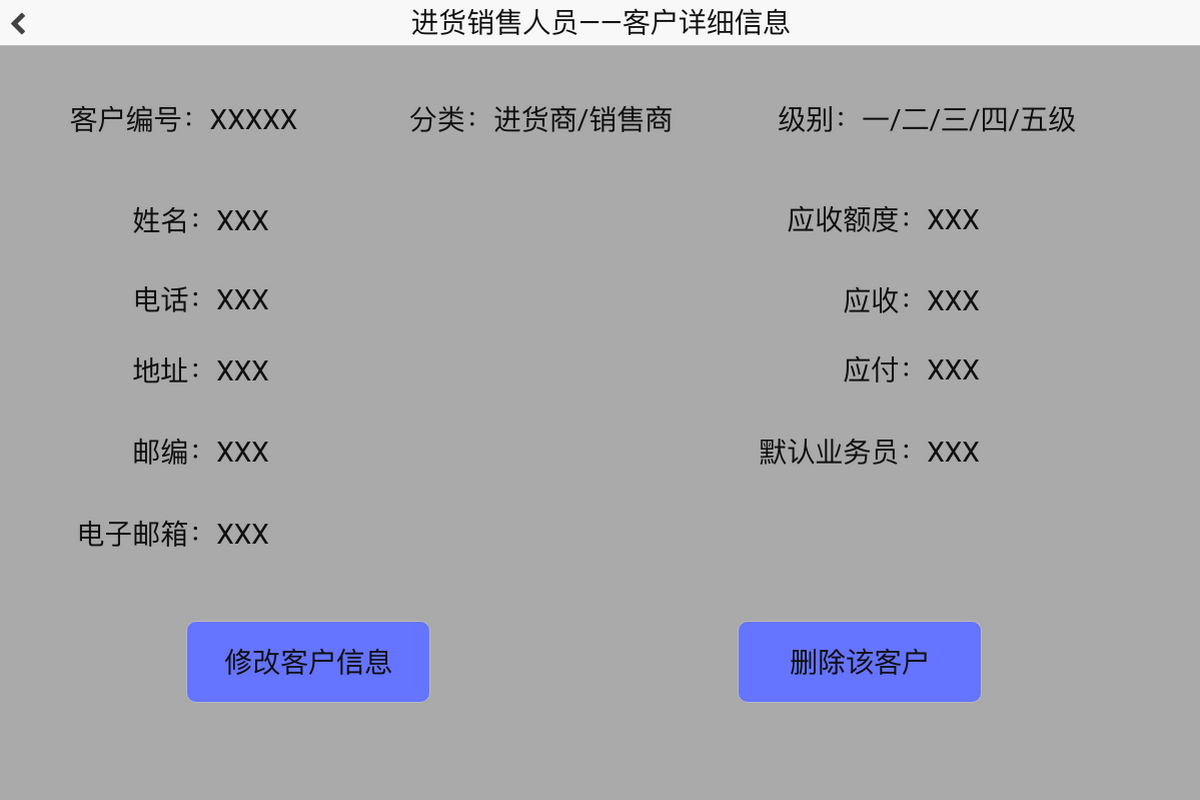 进货销售人员——客户详细信息
客户编号：XXXXX 分类：进货商/销售商 级别：一/二/三/四/五级
姓名：XXX 应收额度：XXX
电话：XXX 应收：XXX
地址：XXX 应付：XXX
邮编：XXX 默认业务员：XXX
电子邮箱：XXX
修改客户信息 删除该客户